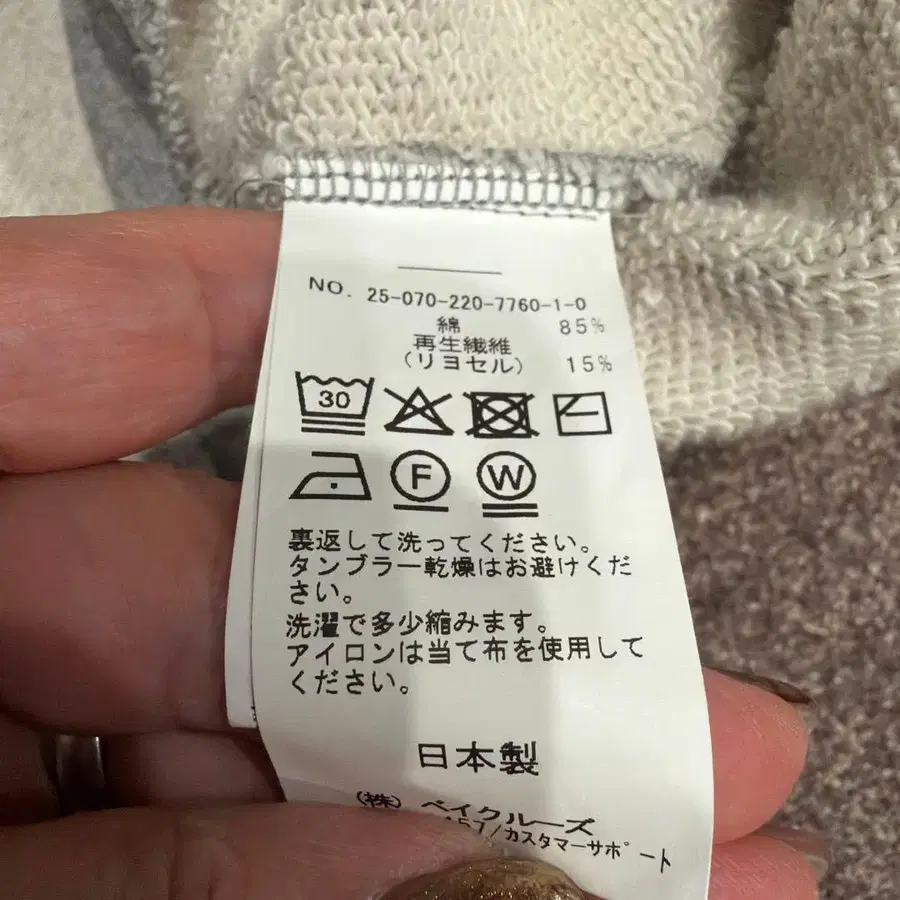 NO. 25-070-220-7760-1-0
綿 85%
再生繊維
(リヨセル) 15%
30
F W
裏返して洗ってください。
タンブラー乾燥はお避けくだ
さい。
洗濯で多少縮みます。
アイロンは当て布を使用して
ください。
日本製
(株) ベイクルーズ
/カスタマーサポート